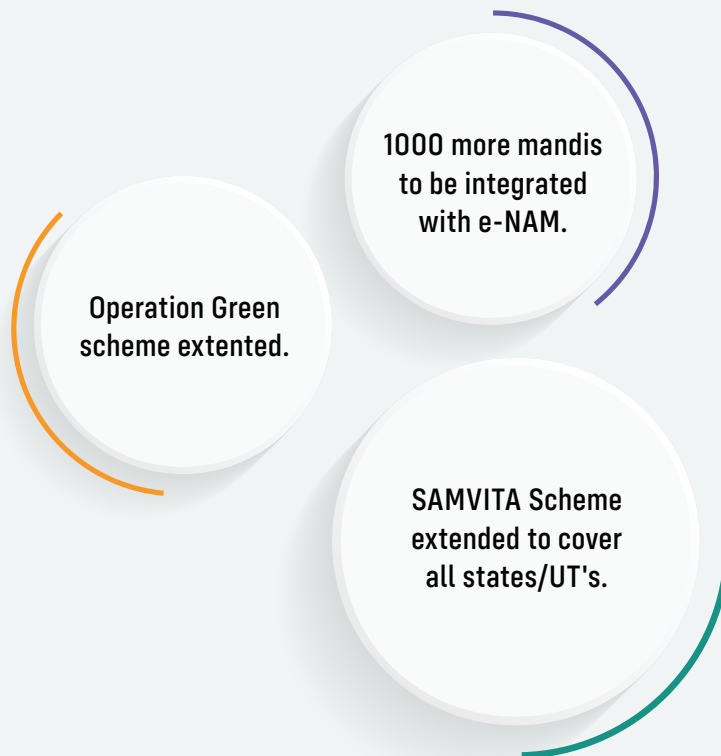 1000 more mandis
to be integrated
with e-NAM.
Operation Green
scheme extented.
SAMVITA Scheme
extended to cover
all states/UT's.